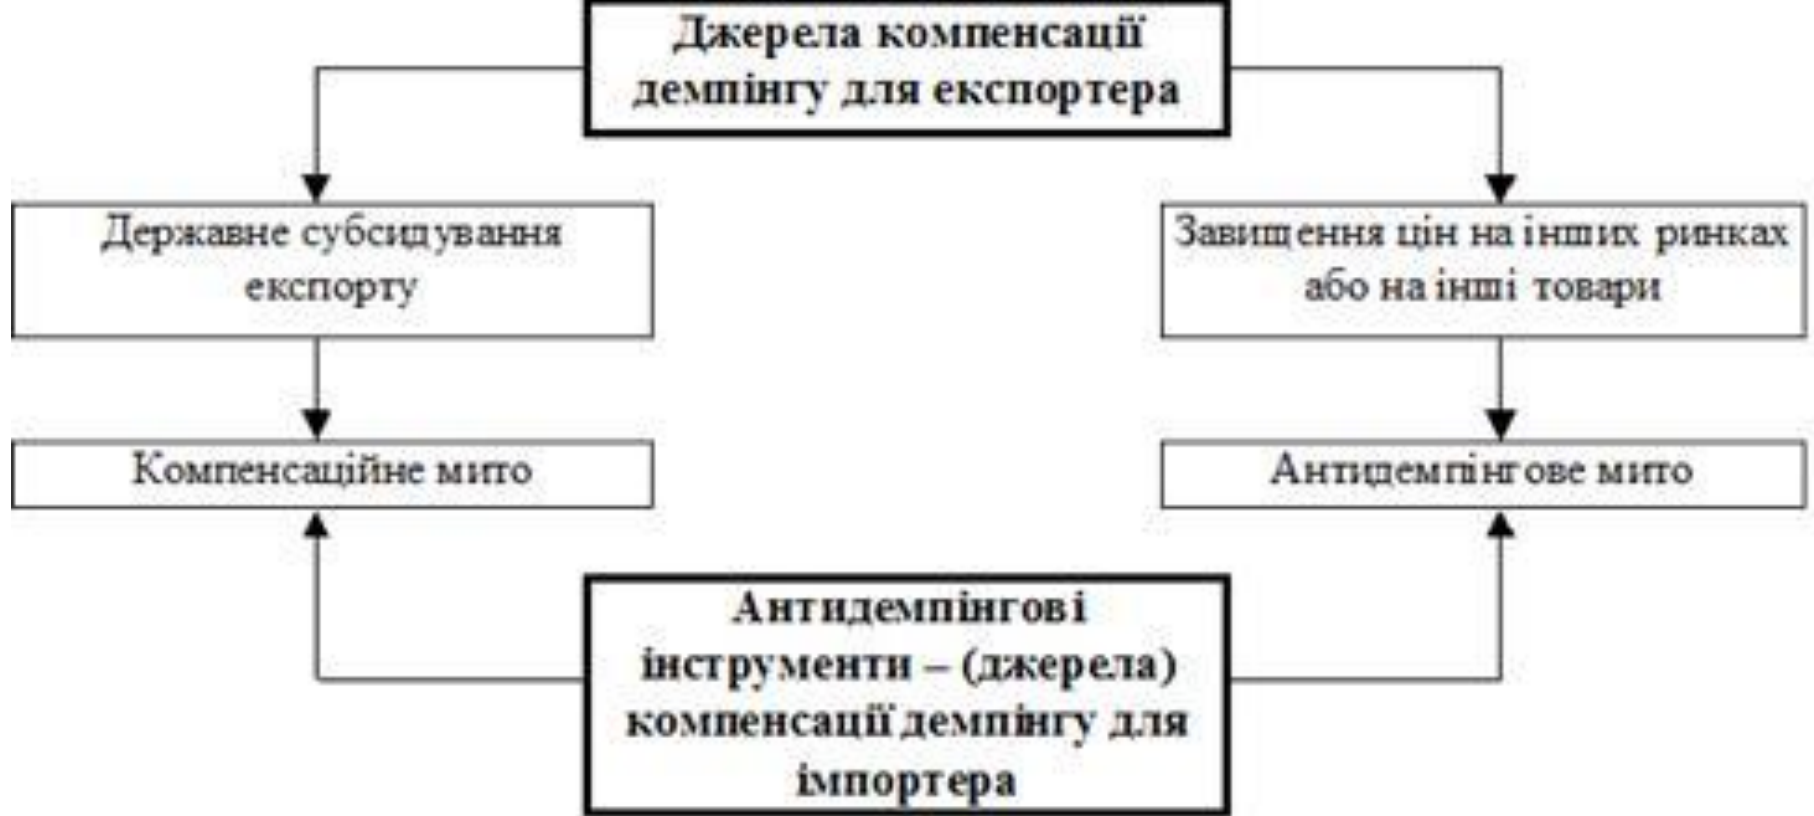 Джерела компенсації
демпінгу для експортера
Державне субсидування
експорту
Завищення цін на інших ринках
або на інші товари
Компенсаційне мито
Антидемпінгове мито
Антидемпінгові
інструменти – (джерела)
компенсації демпінгу для
імпортера